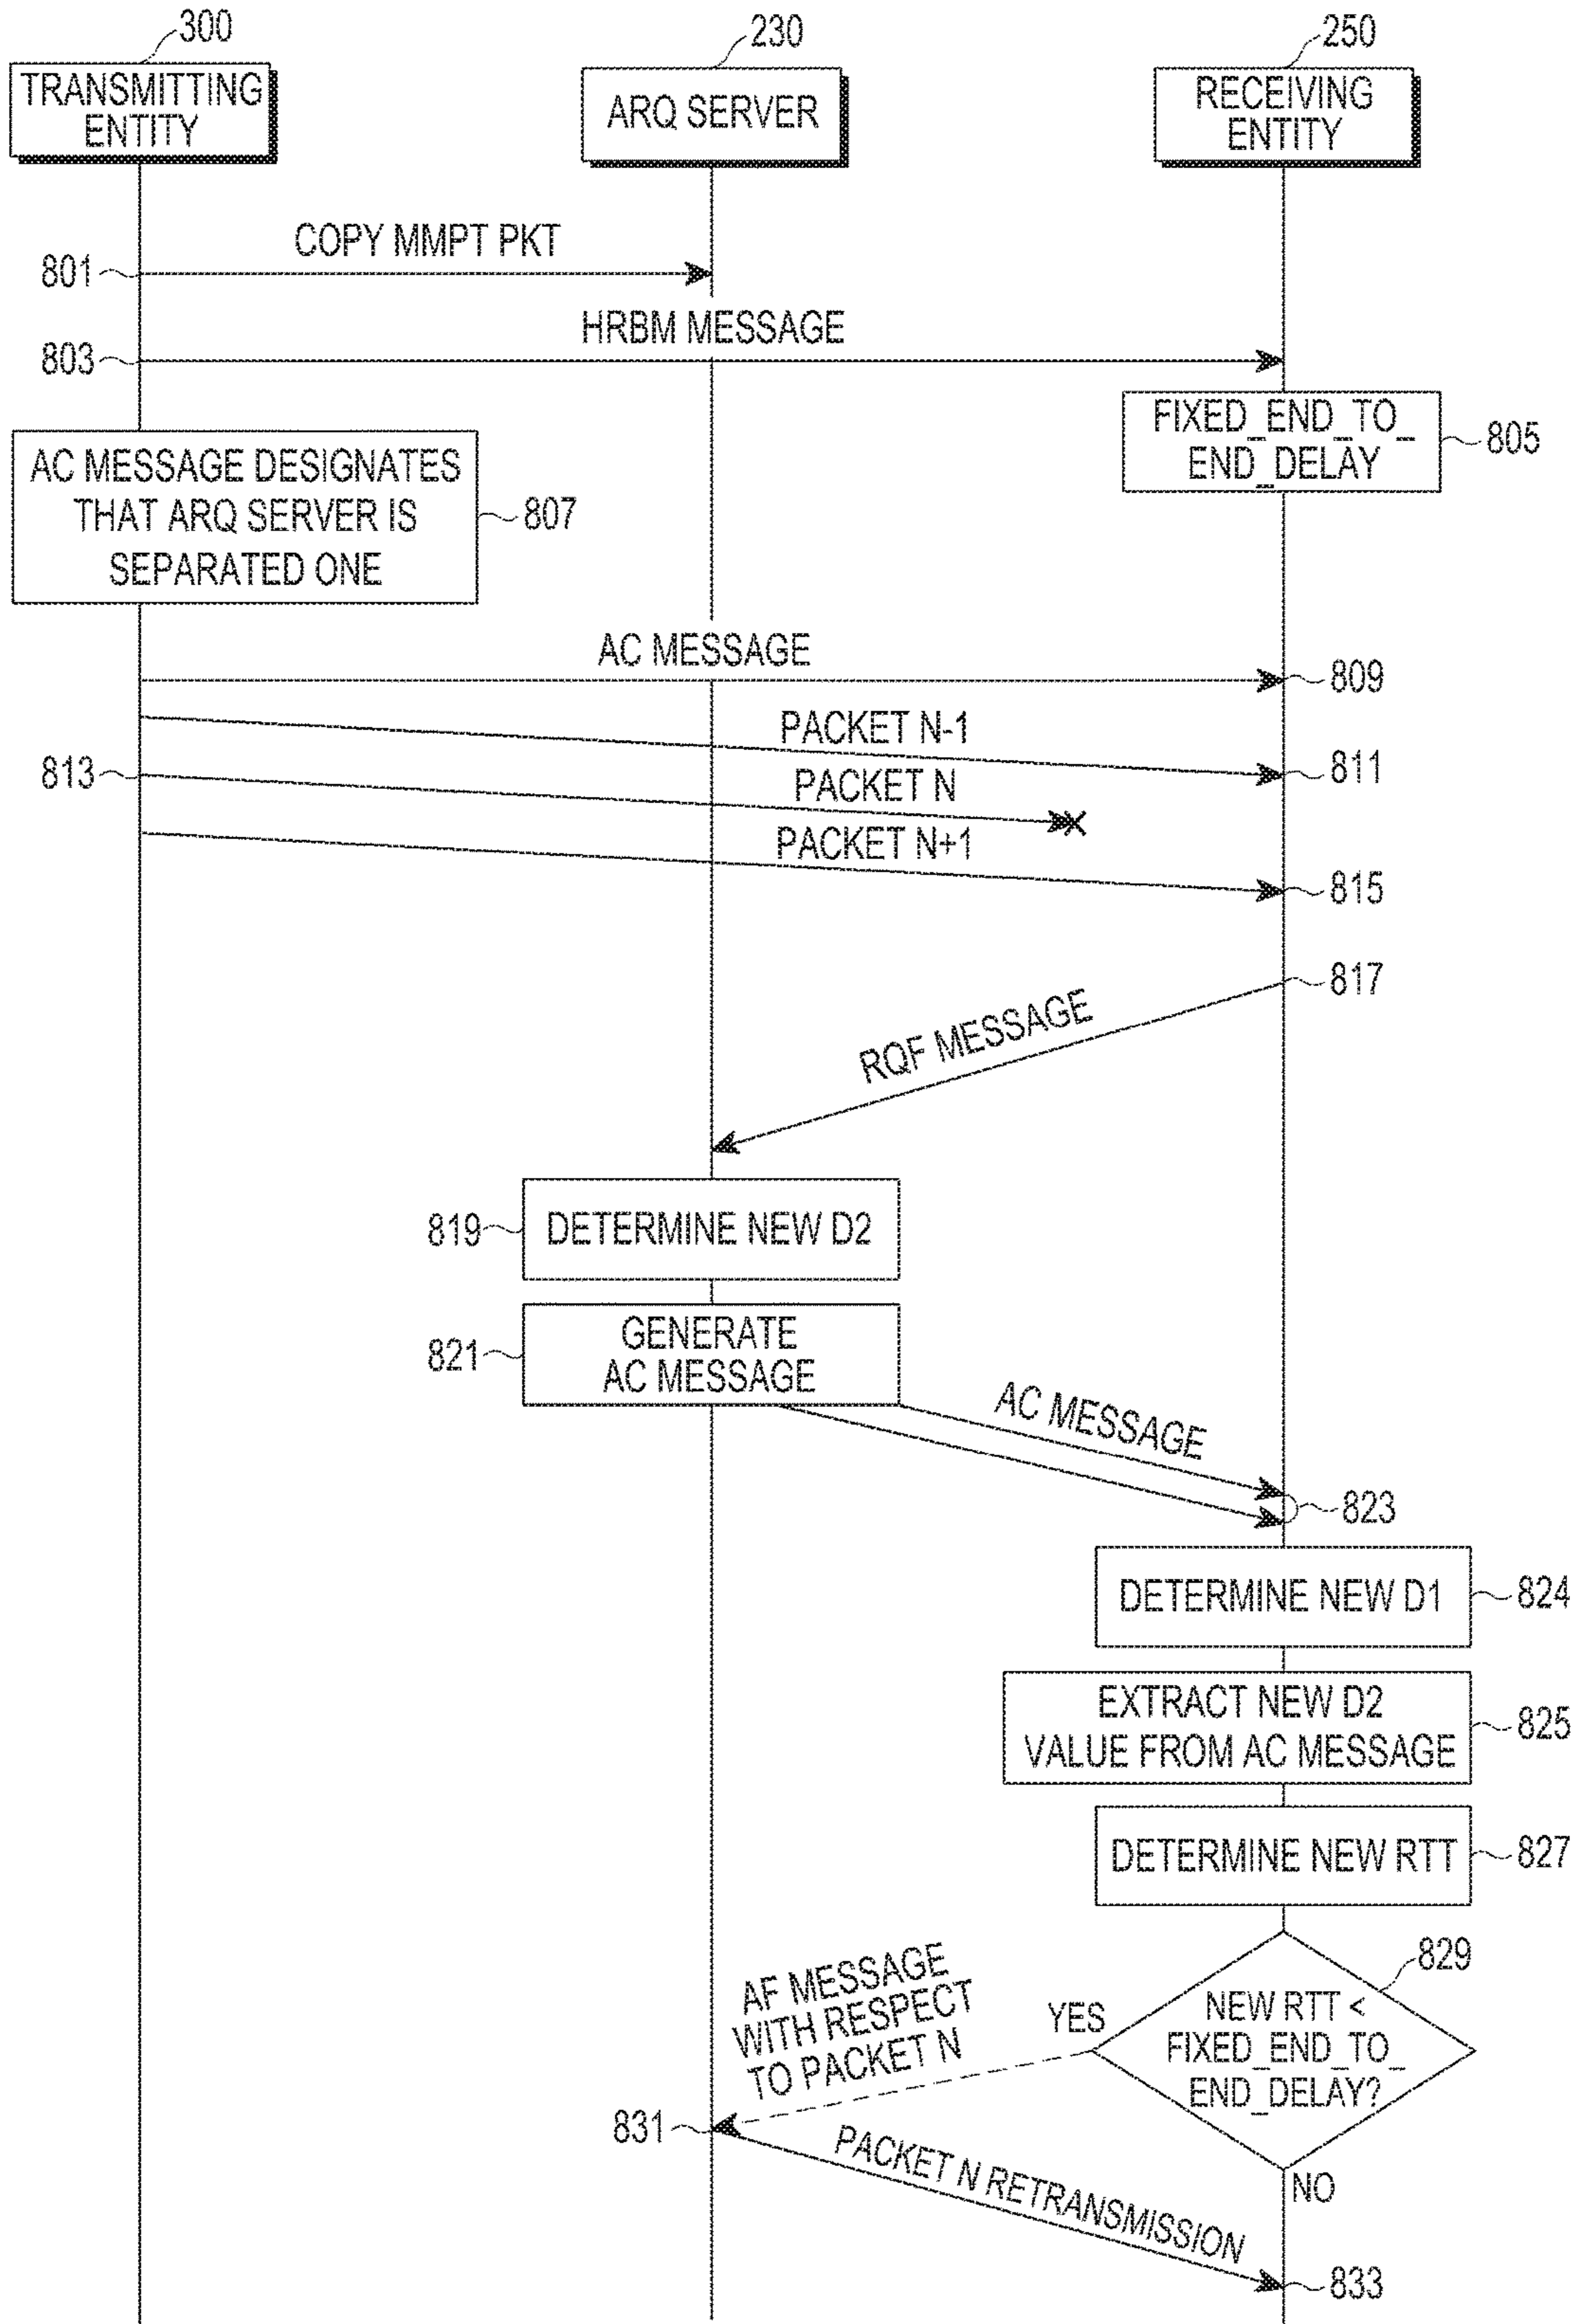 300
230
250
TRANSMITTING
ENTITY
ARQ SERVER
RECEIVING
ENTITY
COPY MMPT PKT
801
HRBM MESSAGE
803
FIXED_END_TO_
END_DELAY
805
AC MESSAGE DESIGNATES
THAT ARQ SERVER IS
SEPARATED ONE
807
AC MESSAGE
809
PACKET N-1
811
813
PACKET N
PACKET N+1
815
817
RQF MESSAGE
819
DETERMINE NEW D2
821
GENERATE
AC MESSAGE
AC MESSAGE
823
DETERMINE NEW D1
824
EXTRACT NEW D2
VALUE FROM AC MESSAGE
825
DETERMINE NEW RTT
827
829
AF MESSAGE
WITH RESPECT
TO PACKET N
YES
NEW RTT <
FIXED_END_TO_
END_DELAY?
831
PACKET N RETRANSMISSION
NO
833